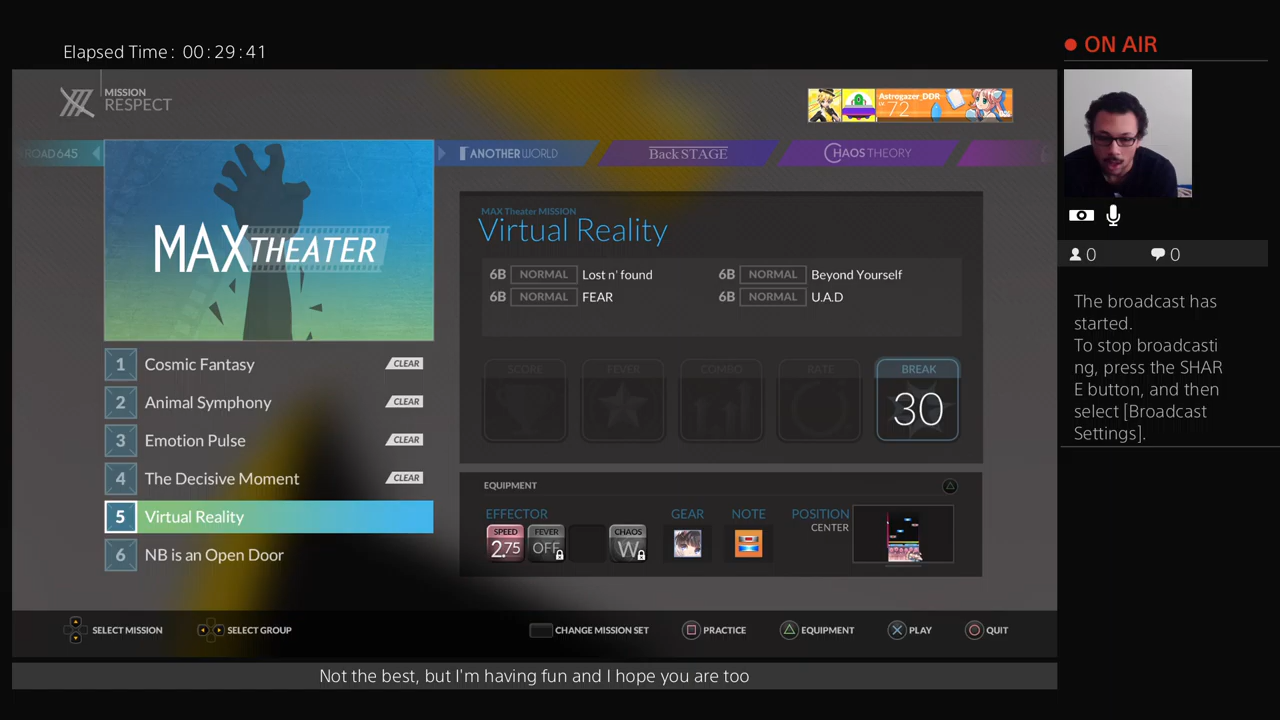 Elapsed Time: 00:29:41
ON AIR
MISSION
RESPECT
Astrogazer_DDR
72
ROAD 645
ANOTHER WORLD
BackSTAGE
CHAOS THEORY
MAX THEATER
MAX Theater MISSION
Virtual Reality
6B NORMAL Lost n' found
6B NORMAL Beyond Yourself
6B NORMAL FEAR
6B NORMAL U.A.D
SCORE
FEVER
COMBO
RATE
BREAK
30
1 Cosmic Fantasy CLEAR
2 Animal Symphony CLEAR
3 Emotion Pulse CLEAR
4 The Decisive Moment CLEAR
5 Virtual Reality
6 NB is an Open Door
EQUIPMENT
EFFECTOR
SPEED
2.75
FEVER
OFF
CHAOS
W
GEAR
NOTE
POSITION
CENTER
SELECT MISSION
SELECT GROUP
CHANGE MISSION SET
PRACTICE
EQUIPMENT
PLAY
QUIT
0
0
The broadcast has
started.
To stop broadcasti
ng, press the SHAR
E button, and then
select [Broadcast
Settings].
Not the best, but I'm having fun and I hope you are too